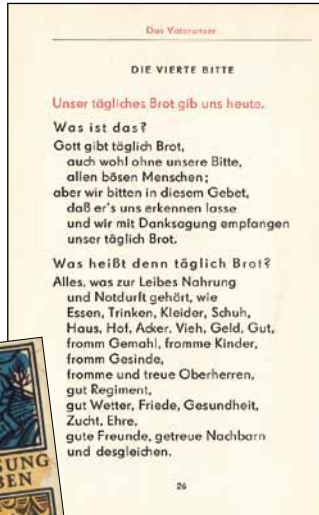 Das Vaterunser
DIE VIERTE BITTE
Unser tägliches Brot gib uns heute.
Was ist das?
Gott gibt täglich Brot,
auch wohl ohne unsere Bitte,
allen bösen Menschen;
aber wir bitten in diesem Gebet,
daß er's uns erkennen lasse
und wir mit Danksagung empfangen
unser täglich Brot.
Was heißt denn täglich Brot?
Alles, was zur Leibes Nahrung
und Notdurft gehört, wie
Essen, Trinken, Kleider, Schuh,
Haus, Hof, Acker, Vieh, Geld, Gut,
fromm Gemahl, fromme Kinder,
fromm Gesinde,
fromme und treue Oberherren,
gut Regiment,
gut Wetter, Friede, Gesundheit,
Zucht, Ehre,
gute Freunde, getreue Nachbarn
und desgleichen.
26
SUNG
BEN